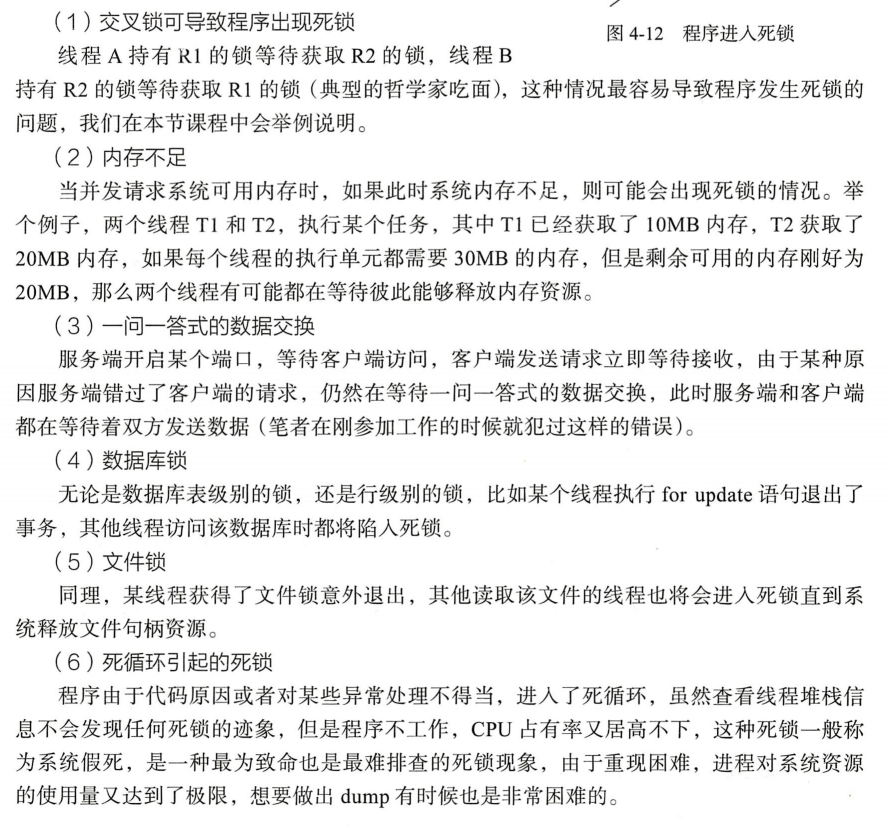 （1）交叉锁可导致程序出现死锁
图 4-12　程序进入死锁
线程 A 持有 R1 的锁等待获取 R2 的锁，线程 B
持有 R2 的锁等待获取 R1 的锁（典型的哲学家吃面），这种情况最容易导致程序发生死锁的
问题，我们在本节课程中会举例说明。
（2）内存不足
当并发请求系统可用内存时，如果此时系统内存不足，则可能会出现死锁的情况。举
个例子，两个线程 T1 和 T2，执行某个任务，其中 T1 已经获取了 10MB 内存，T2 获取了
20MB 内存，如果每个线程的执行单元都需要 30MB 的内存，但是剩余可用的内存刚好为
20MB，那么两个线程有可能都在等待彼此能够释放内存资源。
（3）一问一答式的数据交换
服务端开启某个端口，等待客户端访问，客户端发送请求立即等待接收，由于某种原
因服务端错过了客户端的请求，仍然在等待一问一答式的数据交换，此时服务端和客户端
都在等待着双方发送数据（笔者在刚参加工作的时候就犯过这样的错误）。
（4）数据库锁
无论是数据库表级别的锁，还是行级别的锁，比如某个线程执行 for update 语句退出了
事务，其他线程访问该数据库时都将陷入死锁。
（5）文件锁
同理，某线程获得了文件锁意外退出，其他读取该文件的线程也将会进入死锁直到系
统释放文件句柄资源。
（6）死循环引起的死锁
程序由于代码原因或者对某些异常处理不得当，进入了死循环，虽然查看线程堆栈信
息不会发现任何死锁的迹象，但是程序不工作，CPU 占有率又居高不下，这种死锁一般称
为系统假死，是一种最为致命也是最难排查的死锁现象，由于重现困难，进程对系统资源
的使用量又达到了极限，想要做出 dump 有时候也是非常困难的。